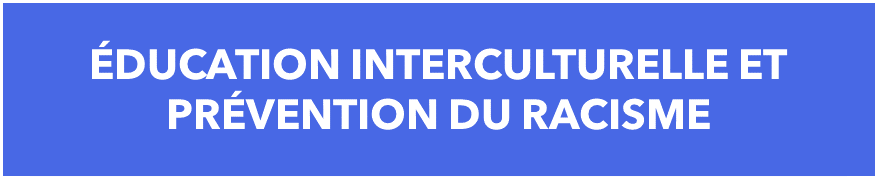 ÉDUCATION INTERCULTURELLE ET
PRÉVENTION DU RACISME